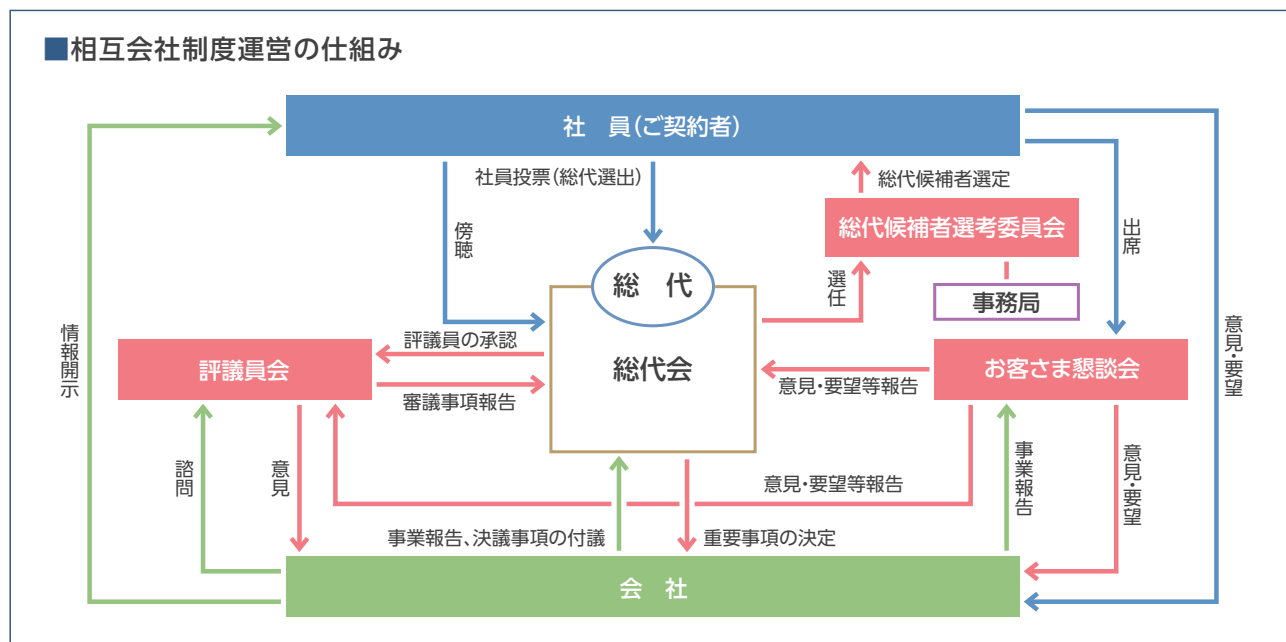 ■相互会社制度運営の仕組み
社　員(ご契約者)
社員投票(総代選出)
総代候補者選定
傍聴
総代候補者選考委員会
出席
総　代
選任
事務局
情報開示
評議員の承認
意見・要望
評議員会
総代会
お客さま懇談会
意見・要望等報告
審議事項報告
諮問
意見
意見・要望等報告
事業報告
意見・要望
事業報告、決議事項の付議
重要事項の決定
会　社